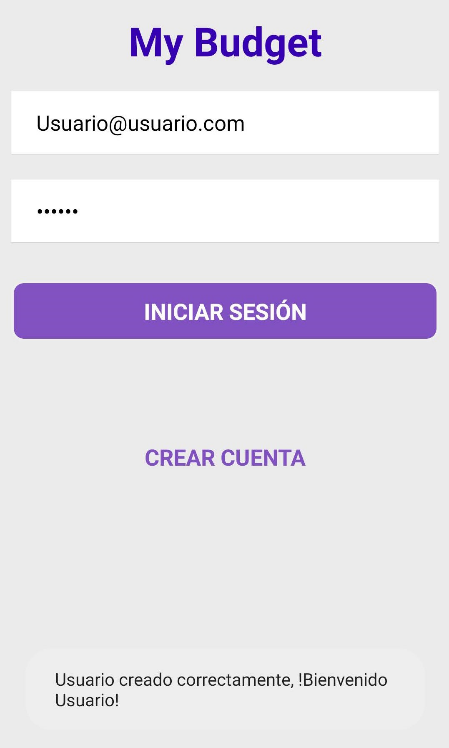 My Budget
Usuario@usuario.com
••••••
INICIAR SESIÓN
CREAR CUENTA
Usuario creado correctamente, !Bienvenido
Usuario!